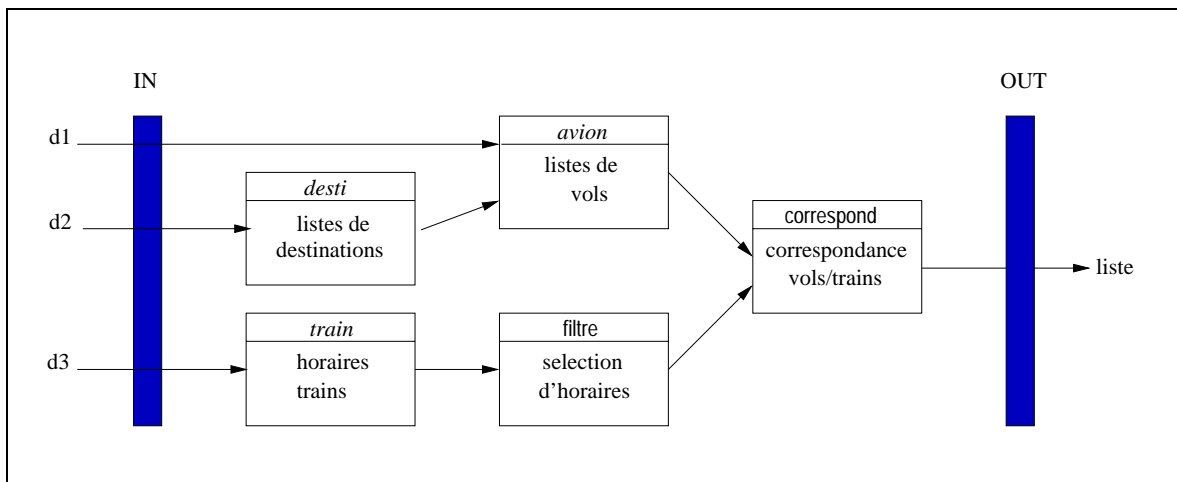 IN
OUT
d1
avion
listes de
vols
desti
d2
listes de
destinations
correspond
correspondance
vols/trains
liste
train
d3
horaires
trains
filtre
selection
d'horaires